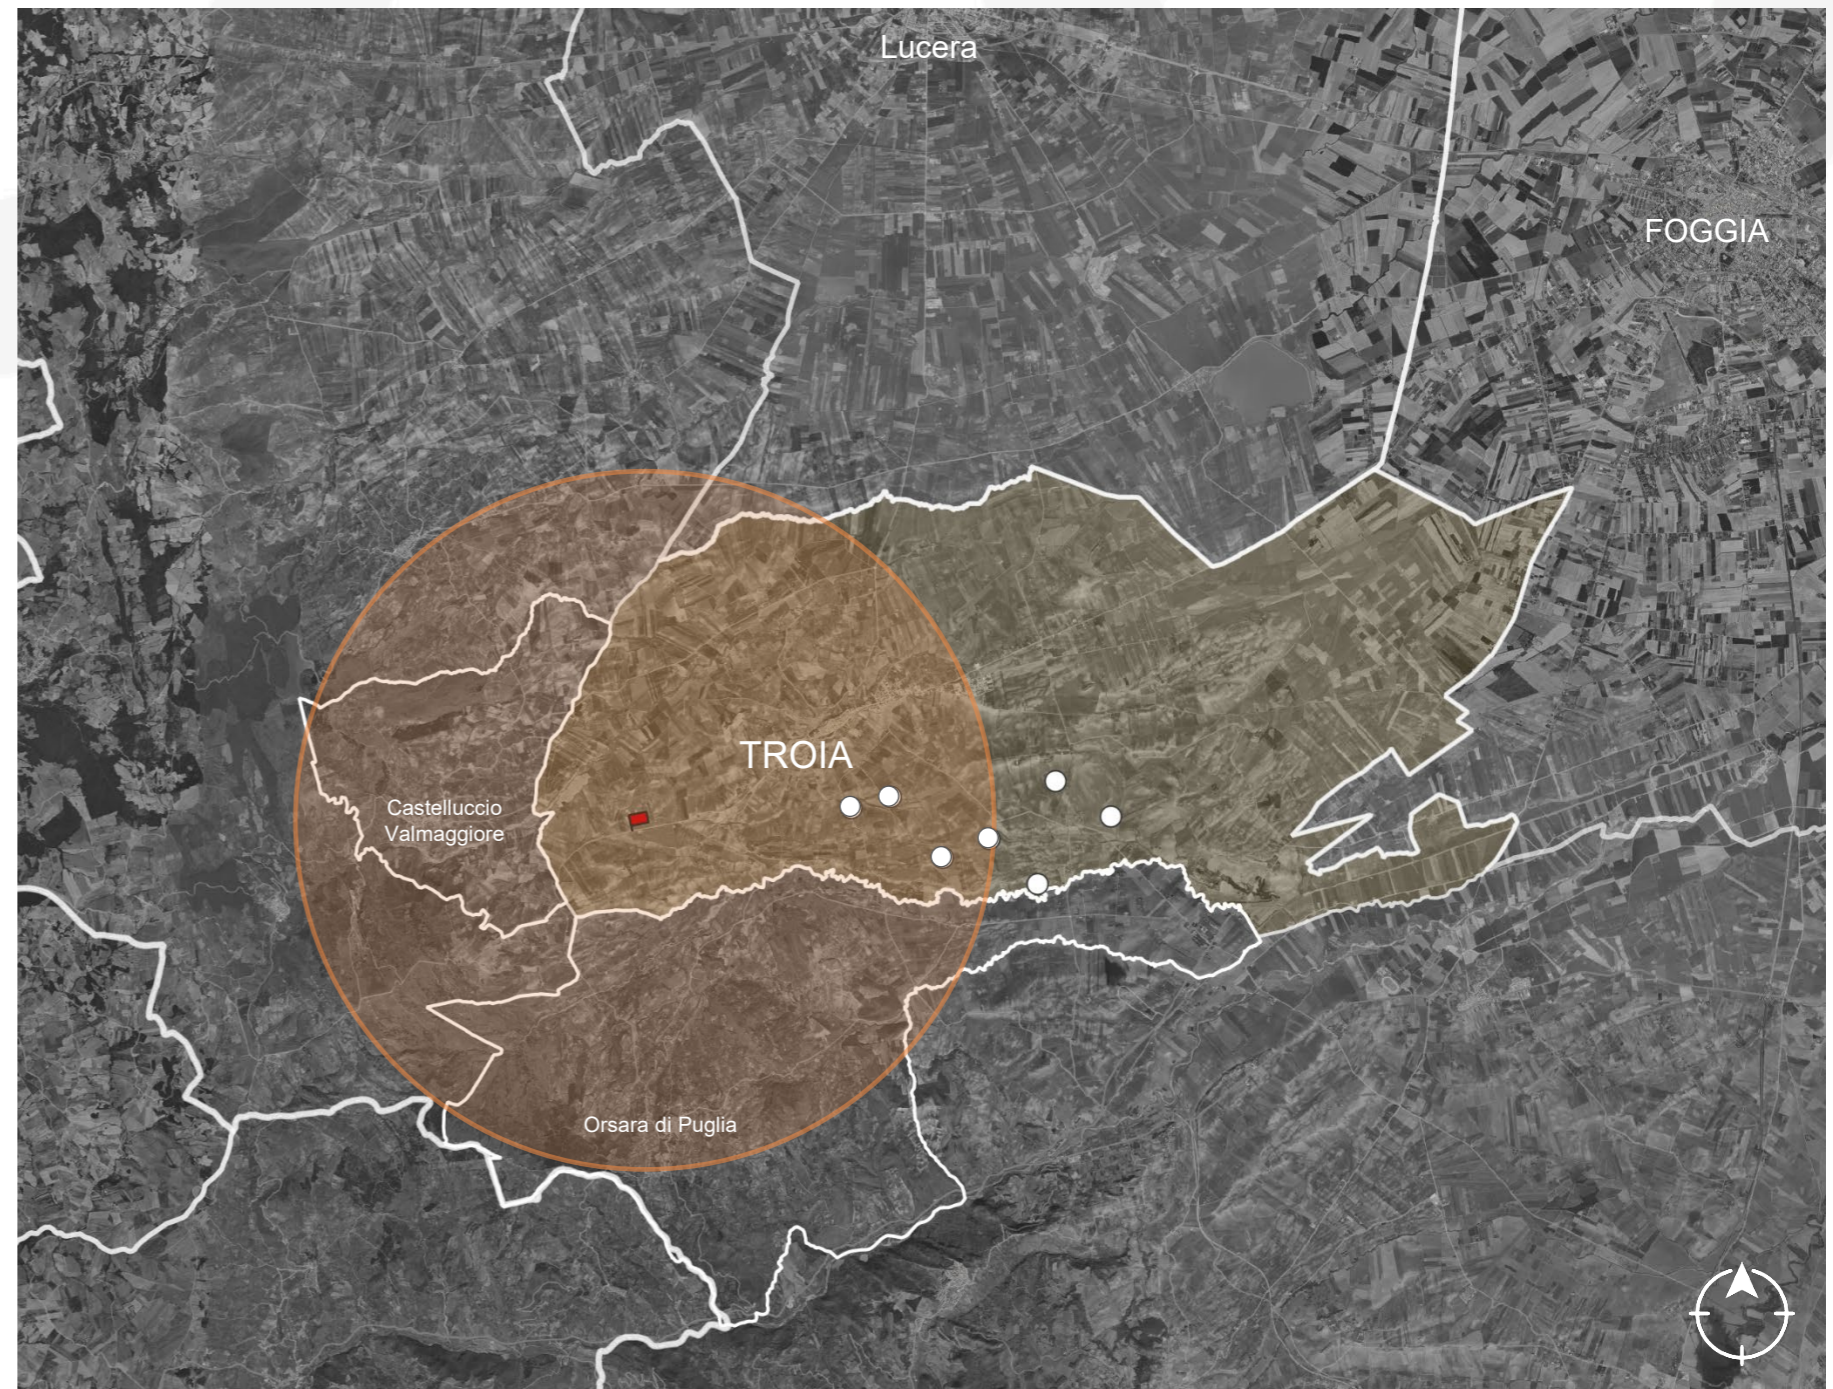 Lucera
FOGGIA
TROIA
Castelluccio
Valmaggiore
Orsara di Puglia